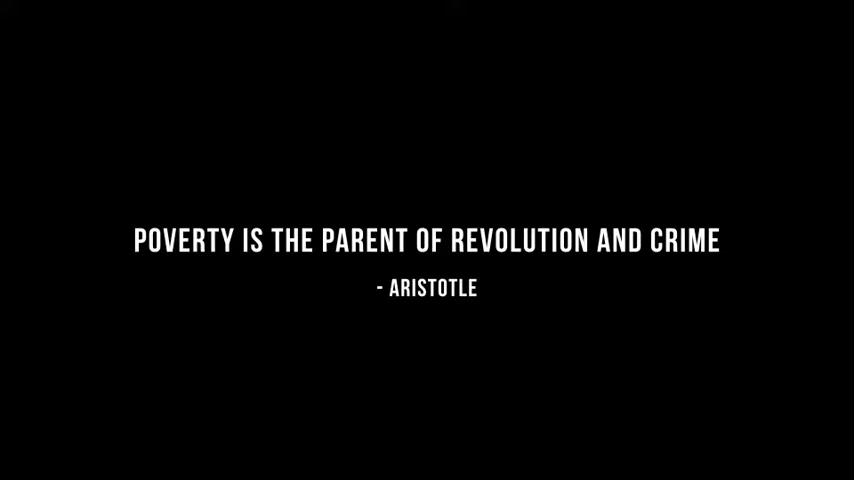 POVERTY IS THE PARENT OF REVOLUTION AND CRIME
- ARISTOTLE